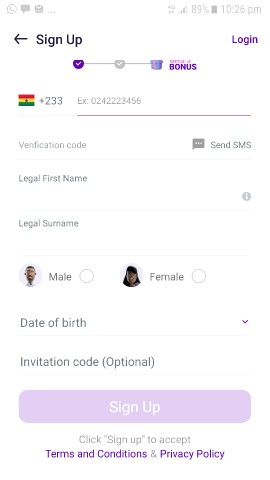 89% 10:26 pm
Sign Up
Login
BONUS
+233
Ex: 0242223456
Verification code
Send SMS
Legal First Name
Legal Surname
Male
Female
Date of birth
Invitation code (Optional)
Sign Up
Click "Sign up" to accept
Terms and Conditions & Privacy Policy